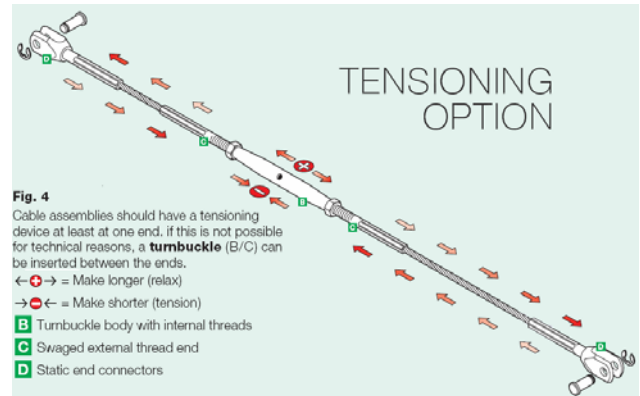 TENSIONING
OPTION
D
C
B
C
D
Fig. 4
Cable assemblies should have a tensioning
device at least at one end. if this is not possible
for technical reasons, a turnbuckle (B/C) can
be inserted between the ends.
←+→ = Make longer (relax)
→-← = Make shorter (tension)
B Turnbuckle body with internal threads
C Swaged external thread end
D Static end connectors